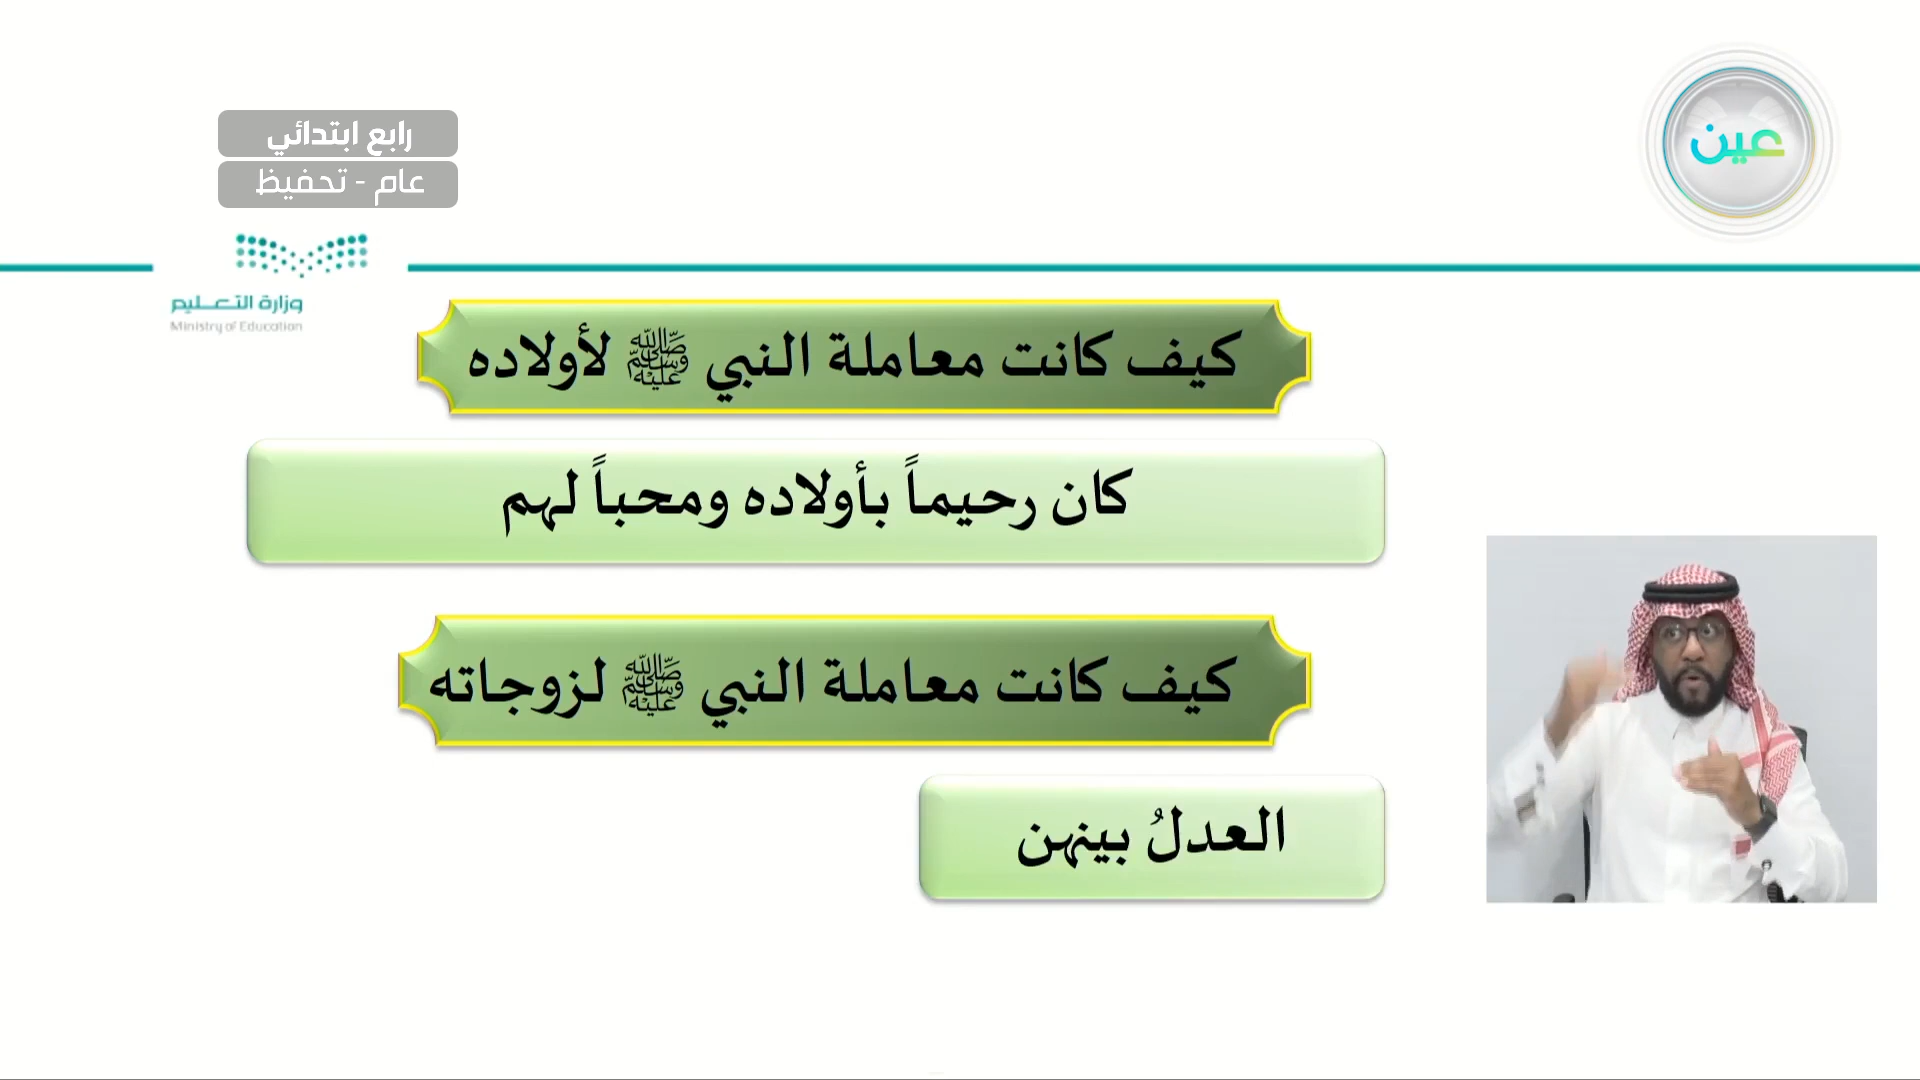 عين
رابع ابتدائي
عام - تحفيظ
وزارة التعليم
Ministry of Education
كيف كانت معاملة النبي ﷺ لأولاده
كان رحيماً بأولاده ومحباً لهم
كيف كانت معاملة النبي ﷺ لزوجاته
العدلُ بينهن